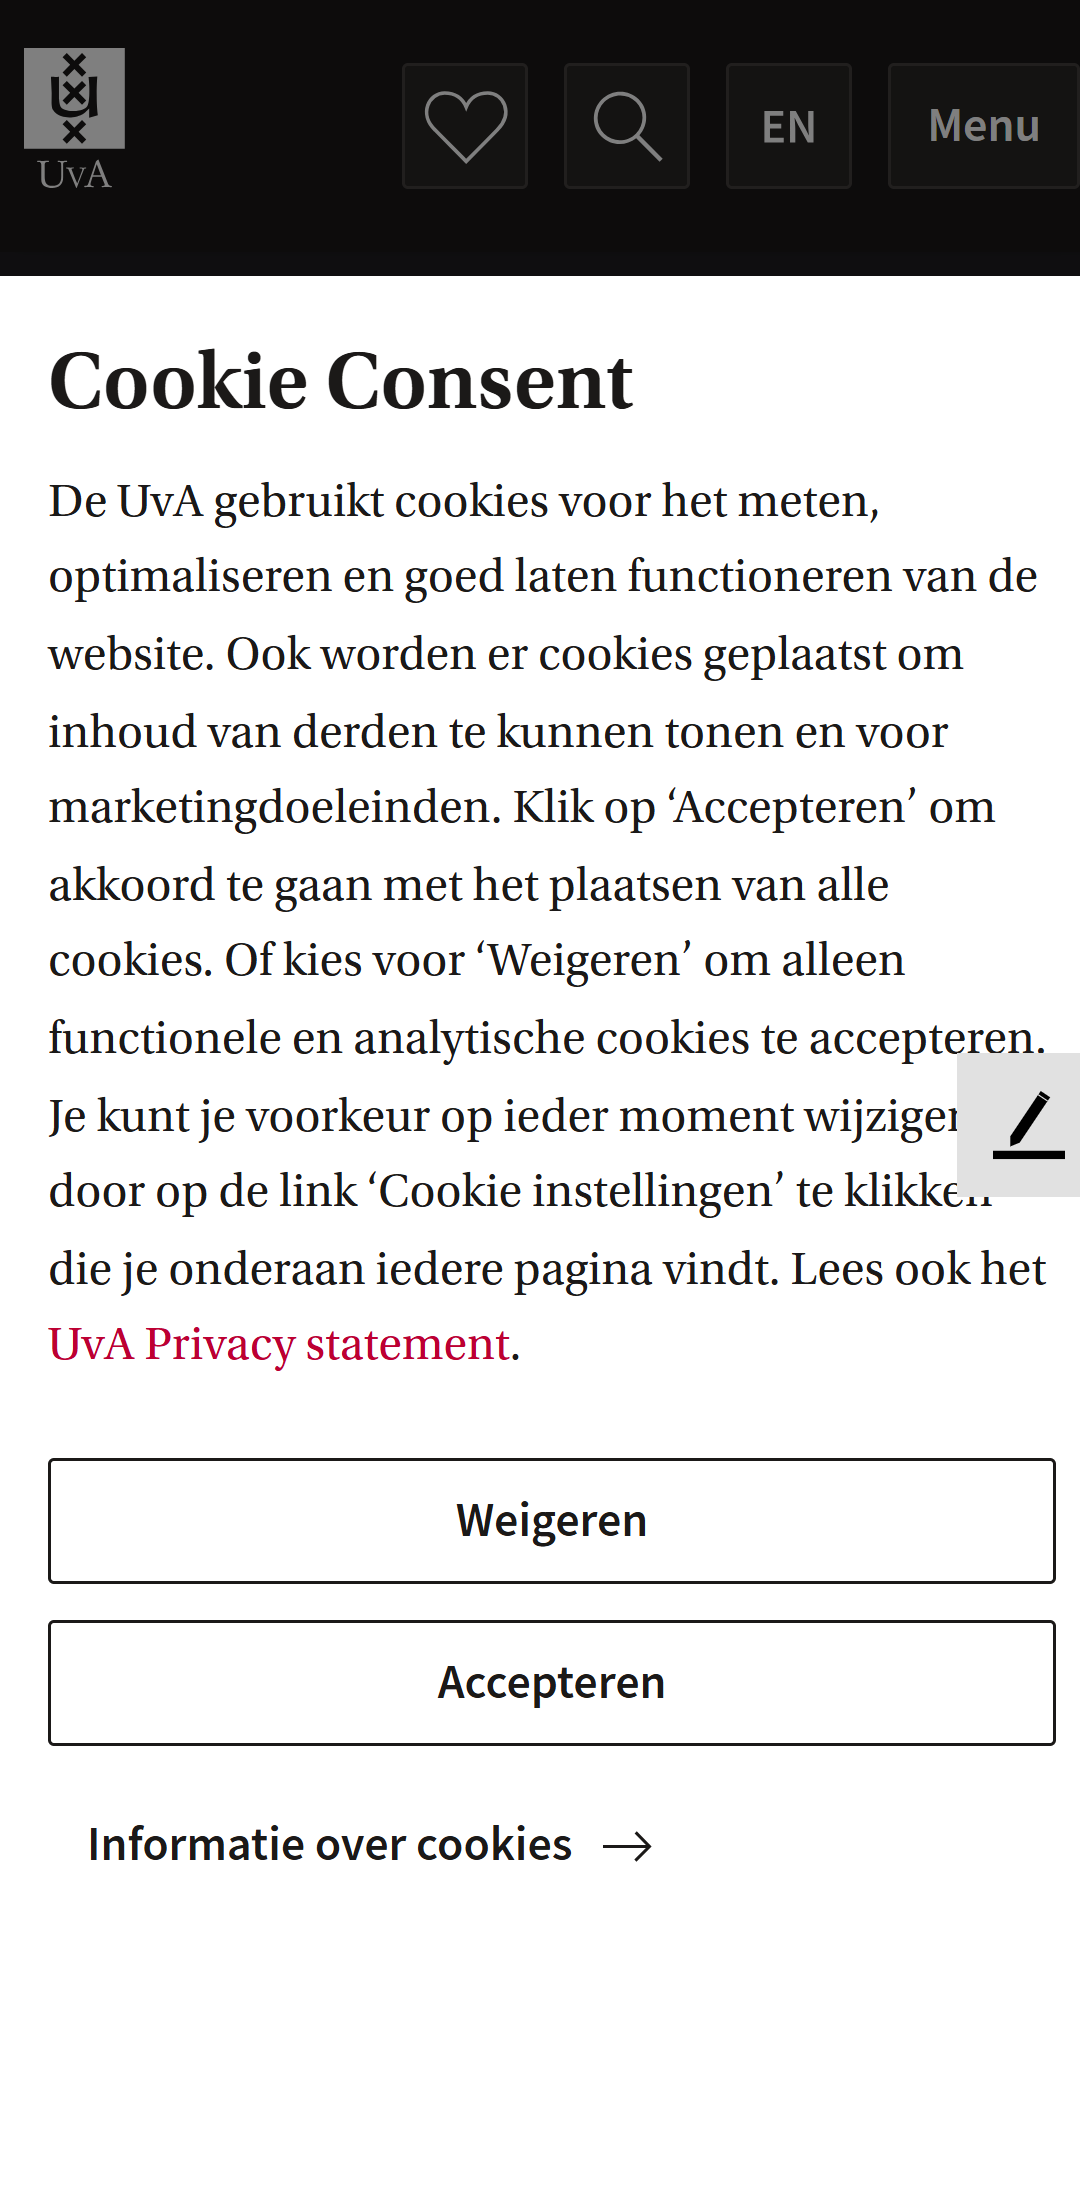 UvA
EN
Menu
Cookie Consent
De UvA gebruikt cookies voor het meten,
optimaliseren en goed laten functioneren van de
website. Ook worden er cookies geplaatst om
inhoud van derden te kunnen tonen en voor
marketingdoeleinden. Klik op ‘Accepteren’ om
akkoord te gaan met het plaatsen van alle
cookies. Of kies voor ‘Weigeren’ om alleen
functionele en analytische cookies te accepteren.
Je kunt je voorkeur op ieder moment wijzigen
door op de link ‘Cookie instellingen’ te klikken
die je onderaan iedere pagina vindt. Lees ook het
UvA Privacy statement.
Weigeren
Accepteren
Informatie over cookies